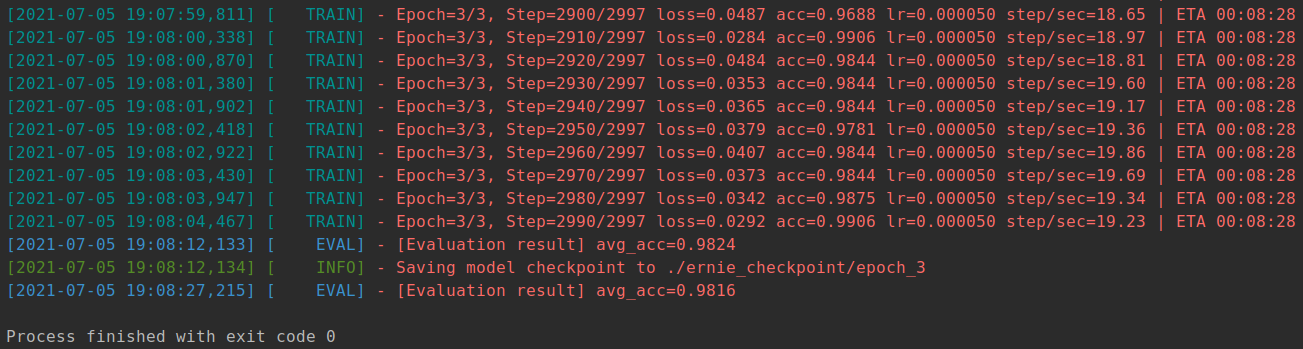 [2021-07-05 19:07:59,811] [    TRAIN] - Epoch=3/3, Step=2900/2997 loss=0.0487 acc=0.9688 lr=0.000050 step/sec=18.65 | ETA 00:08:28
[2021-07-05 19:08:00,338] [    TRAIN] - Epoch=3/3, Step=2910/2997 loss=0.0284 acc=0.9906 lr=0.000050 step/sec=18.97 | ETA 00:08:28
[2021-07-05 19:08:00,870] [    TRAIN] - Epoch=3/3, Step=2920/2997 loss=0.0484 acc=0.9844 lr=0.000050 step/sec=18.81 | ETA 00:08:28
[2021-07-05 19:08:01,380] [    TRAIN] - Epoch=3/3, Step=2930/2997 loss=0.0353 acc=0.9844 lr=0.000050 step/sec=19.60 | ETA 00:08:28
[2021-07-05 19:08:01,902] [    TRAIN] - Epoch=3/3, Step=2940/2997 loss=0.0365 acc=0.9844 lr=0.000050 step/sec=19.17 | ETA 00:08:28
[2021-07-05 19:08:02,418] [    TRAIN] - Epoch=3/3, Step=2950/2997 loss=0.0379 acc=0.9781 lr=0.000050 step/sec=19.36 | ETA 00:08:28
[2021-07-05 19:08:02,922] [    TRAIN] - Epoch=3/3, Step=2960/2997 loss=0.0407 acc=0.9844 lr=0.000050 step/sec=19.86 | ETA 00:08:28
[2021-07-05 19:08:03,430] [    TRAIN] - Epoch=3/3, Step=2970/2997 loss=0.0373 acc=0.9844 lr=0.000050 step/sec=19.69 | ETA 00:08:28
[2021-07-05 19:08:03,947] [    TRAIN] - Epoch=3/3, Step=2980/2997 loss=0.0342 acc=0.9875 lr=0.000050 step/sec=19.34 | ETA 00:08:28
[2021-07-05 19:08:04,467] [    TRAIN] - Epoch=3/3, Step=2990/2997 loss=0.0292 acc=0.9906 lr=0.000050 step/sec=19.23 | ETA 00:08:28
[2021-07-05 19:08:12,133] [     EVAL] - [Evaluation result] avg_acc=0.9824
[2021-07-05 19:08:12,134] [     INFO] - Saving model checkpoint to ./ernie_checkpoint/epoch_3
[2021-07-05 19:08:27,215] [     EVAL] - [Evaluation result] avg_acc=0.9816
Process finished with exit code 0